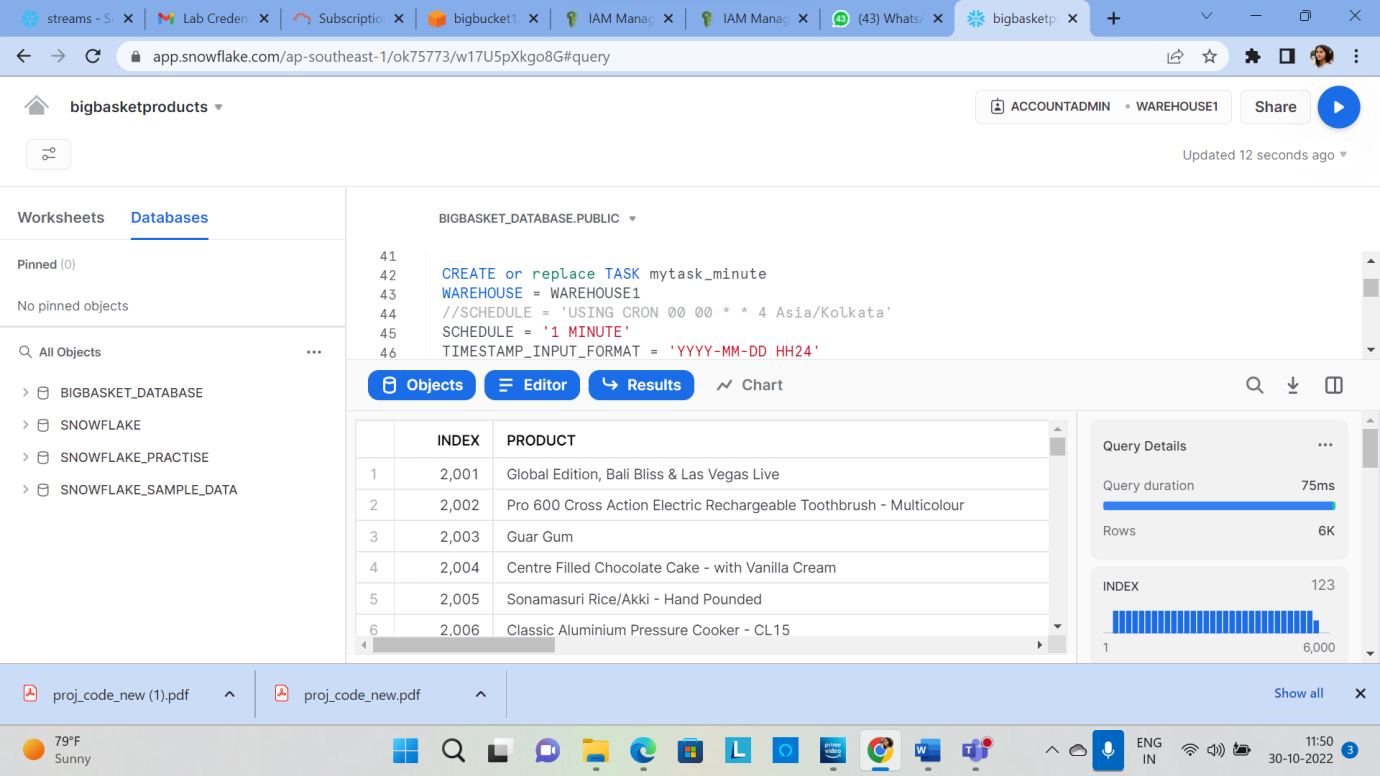 streams - S
Lab Creden
Subscriptio
bigbucket1
IAM Manag
IAM Manag
(43) Whats
bigbasketp
app.snowflake.com/ap-southeast-1/ok75773/w17U5pXkgo8G#query
bigbasketproducts
ACCOUNTADMIN
WAREHOUSE1
Share
Updated 12 seconds ago
Worksheets
Databases
BIGBASKET_DATABASE.PUBLIC
Pinned (0)
No pinned objects
All Objects
BIGBASKET_DATABASE
SNOWFLAKE
SNOWFLAKE_PRACTISE
SNOWFLAKE_SAMPLE_DATA
41
42 CREATE or replace TASK mytask_minute
43 WAREHOUSE = WAREHOUSE1
44 //SCHEDULE = 'USING CRON 00 00 * * 4 Asia/Kolkata'
45 SCHEDULE = '1 MINUTE'
46 TIMESTAMP_INPUT_FORMAT = 'YYYY-MM-DD HH24'
Objects
Editor
Results
Chart
INDEX PRODUCT
1 2,001 Global Edition, Bali Bliss & Las Vegas Live
2 2,002 Pro 600 Cross Action Electric Rechargeable Toothbrush - Multicolour
3 2,003 Guar Gum
4 2,004 Centre Filled Chocolate Cake - with Vanilla Cream
5 2,005 Sonamasuri Rice/Akki - Hand Pounded
6 2,006 Classic Aluminium Pressure Cooker - CL15
Query Details
Query duration 75ms
Rows 6K
INDEX 123
1 6,000
proj_code_new (1).pdf
proj_code_new.pdf
Show all
79°F
Sunny
L
prime video
W
T
ENG
IN
11:50
30-10-2022
3